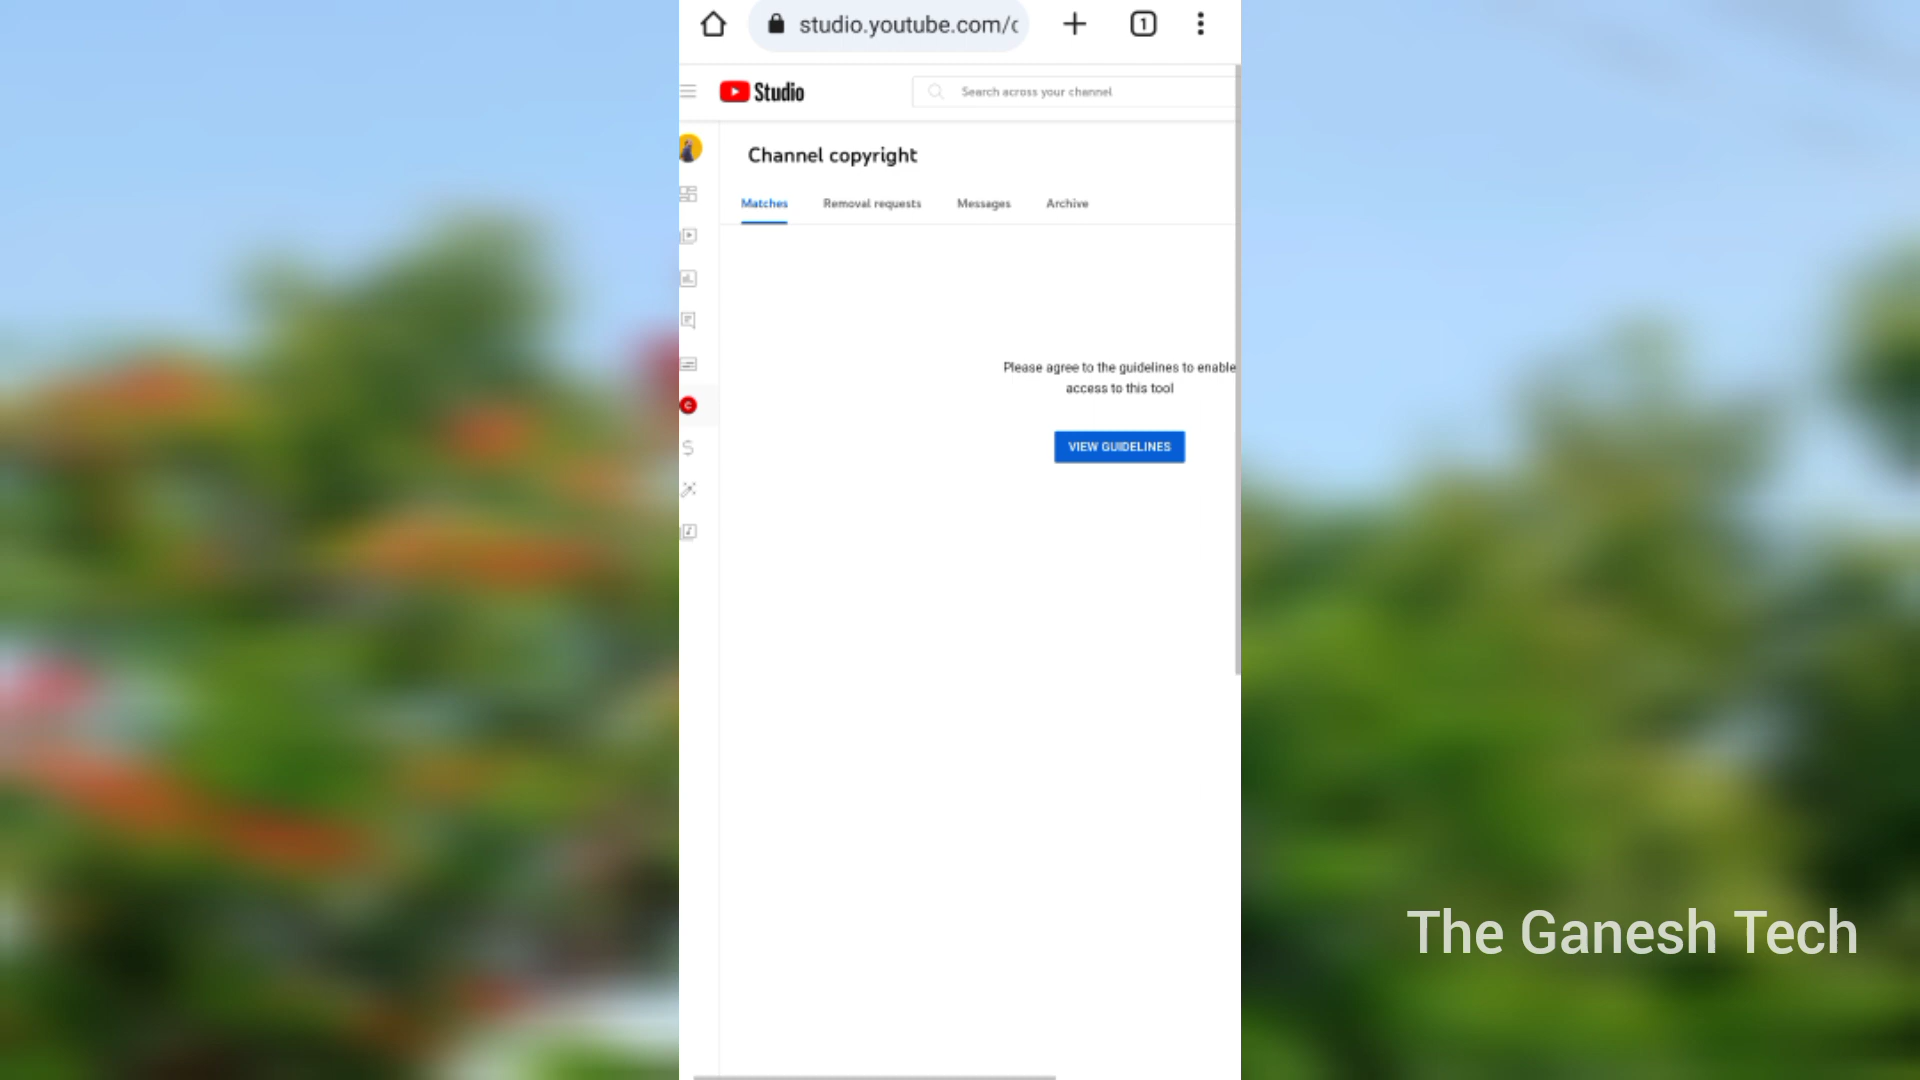 studio.youtube.com/c
1
Studio
Search across your channel
Channel copyright
Matches
Removal requests
Messages
Archive
Please agree to the guidelines to enable
access to this tool
VIEW GUIDELINES
The Ganesh Tech